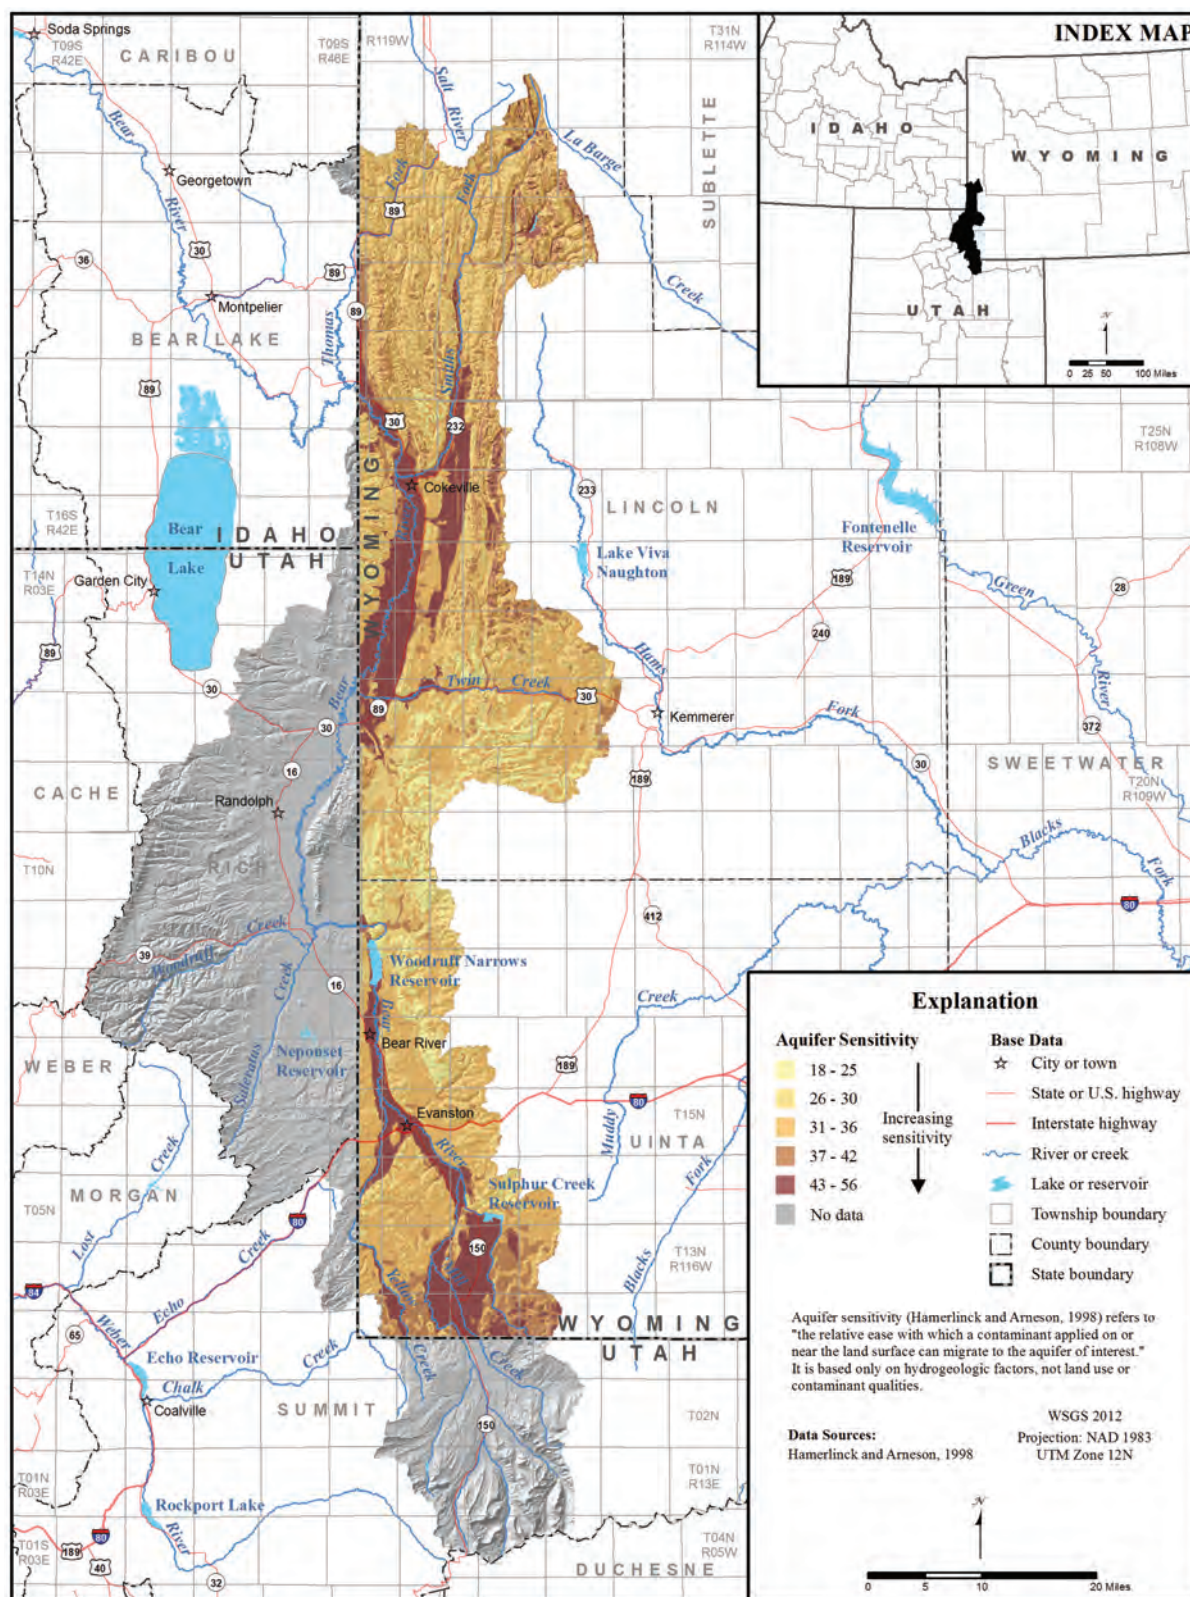 Soda Springs
T09S
R42E
CARIBOU
T09S
R46E
R119W
T31N
R114W
INDEX MAP
Salt
River
Bear
River
Georgetown
Fork
Fork
La Barge
Creek
SUBLETTE
IDAHO
WYOMING
UTAH
N
0 25 50 100 Miles
89
30
36
89
Montpelier
BEAR LAKE
Thomas
89
89
Smiths
30
232
Cokeville
WYOMING
River
T25N
R108W
T16S
R42E
Bear
Lake
IDAHO
UTAH
233
LINCOLN
Fontenelle
Reservoir
Lake Viva
Naughton
T14N
R03E
Garden City
189
Green
River
28
240
89
Hams
Fork
30
Bear
Twin Creek
30
89
Kemmerer
30
16
372
189
30
SWEETWATER
T20N
R109W
CACHE
Randolph
RICH
Blacks
Fork
T10N
80
412
Creek
39
Woodruff
Creek
Saleratus
16
Woodruff Narrows
Reservoir
Bear
River
Bear River
Creek
Muddy
WEBER
Neponset
Reservoir
189
80
Evanston
T15N
UINTA
Creek
MORGAN
T05N
Lost
80
Sulphur Creek
Reservoir
150
T13N
R116W
Fork
Blacks
84
Creek
Echo
Yellow
Creek
Mill
Creek
WYOMING
UTAH
65
Weber
River
Echo Reservoir
Chalk
Creek
Coalville
SUMMIT
150
T02N
T01N
R03E
T01N
R13E
Rockport Lake
80
T01S
R03E
189
40
32
T04N
R05W
DUCHESNE
Explanation
Aquifer Sensitivity
18 - 25
26 - 30
31 - 36
37 - 42
43 - 56
No data
Increasing
sensitivity
Base Data
City or town
State or U.S. highway
Interstate highway
River or creek
Lake or reservoir
Township boundary
County boundary
State boundary
Aquifer sensitivity (Hamerlinck and Arneson, 1998) refers to
"the relative ease with which a contaminant applied on or
near the land surface can migrate to the aquifer of interest."
It is based only on hydrogeologic factors, not land use or
contaminant qualities.
WSGS 2012
Projection: NAD 1983
UTM Zone 12N
Data Sources:
Hamerlinck and Arneson, 1998
N
0 5 10 20 Miles